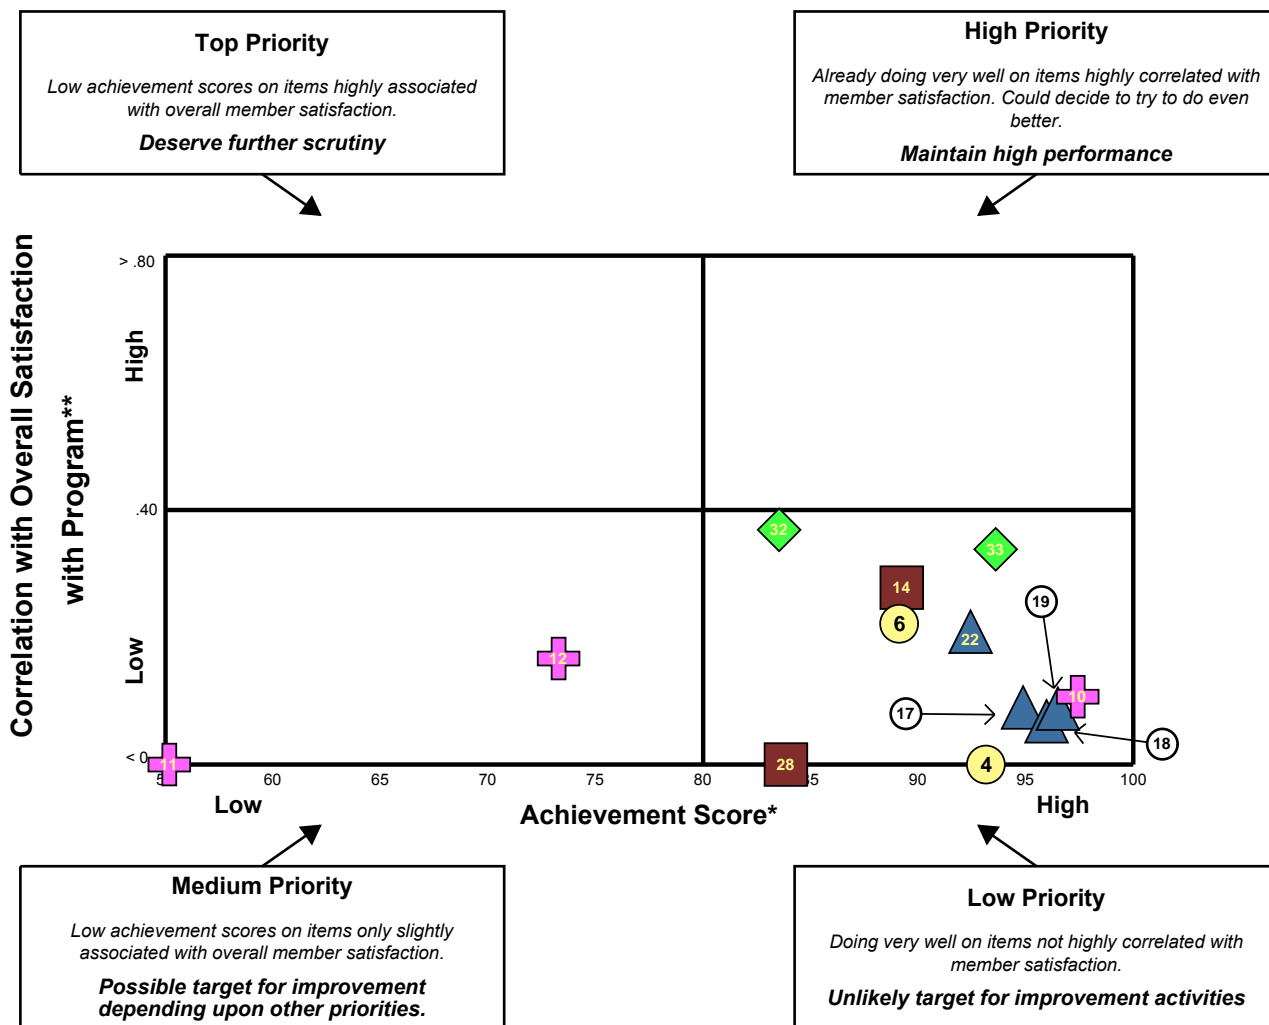 Top Priority
Low achievement scores on items highly associated
with overall member satisfaction.
Deserve further scrutiny
High Priority
Already doing very well on items highly correlated with
member satisfaction. Could decide to try to do even
better.
Maintain high performance
Correlation with Overall Satisfaction
with Program**
> .80
High
.40
Low
< 0
32
33
14
6
22
19
12
10
17
18
11
28
4
60
65
70
75
80
90
95
100
Low
Achievement Score*
High
Medium Priority
Low achievement scores on items only slightly
associated with overall member satisfaction.
Possible target for improvement
depending upon other priorities.
Low Priority
Doing very well on items not highly correlated with
member satisfaction.
Unlikely target for improvement activities